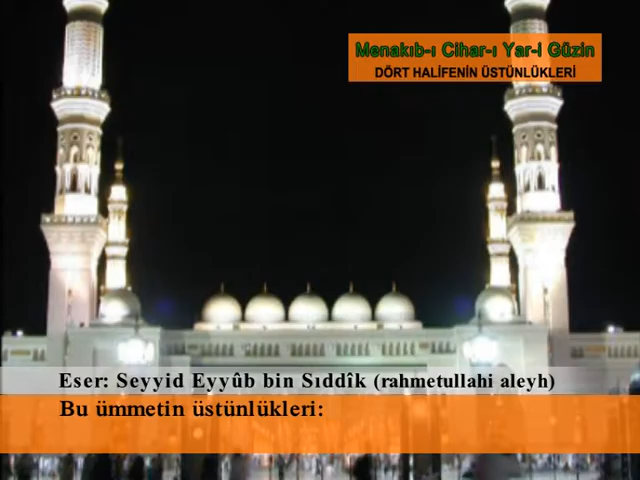 Menakıb-ı Cihar-ı Yar-i Güzin
DÖRT HALİFENİN ÜSTÜNLÜKLERİ
Eser: Seyyid Eyyûb bin Sıddîk (rahmetullahi aleyh)
Bu ümmetin üstünlükleri: